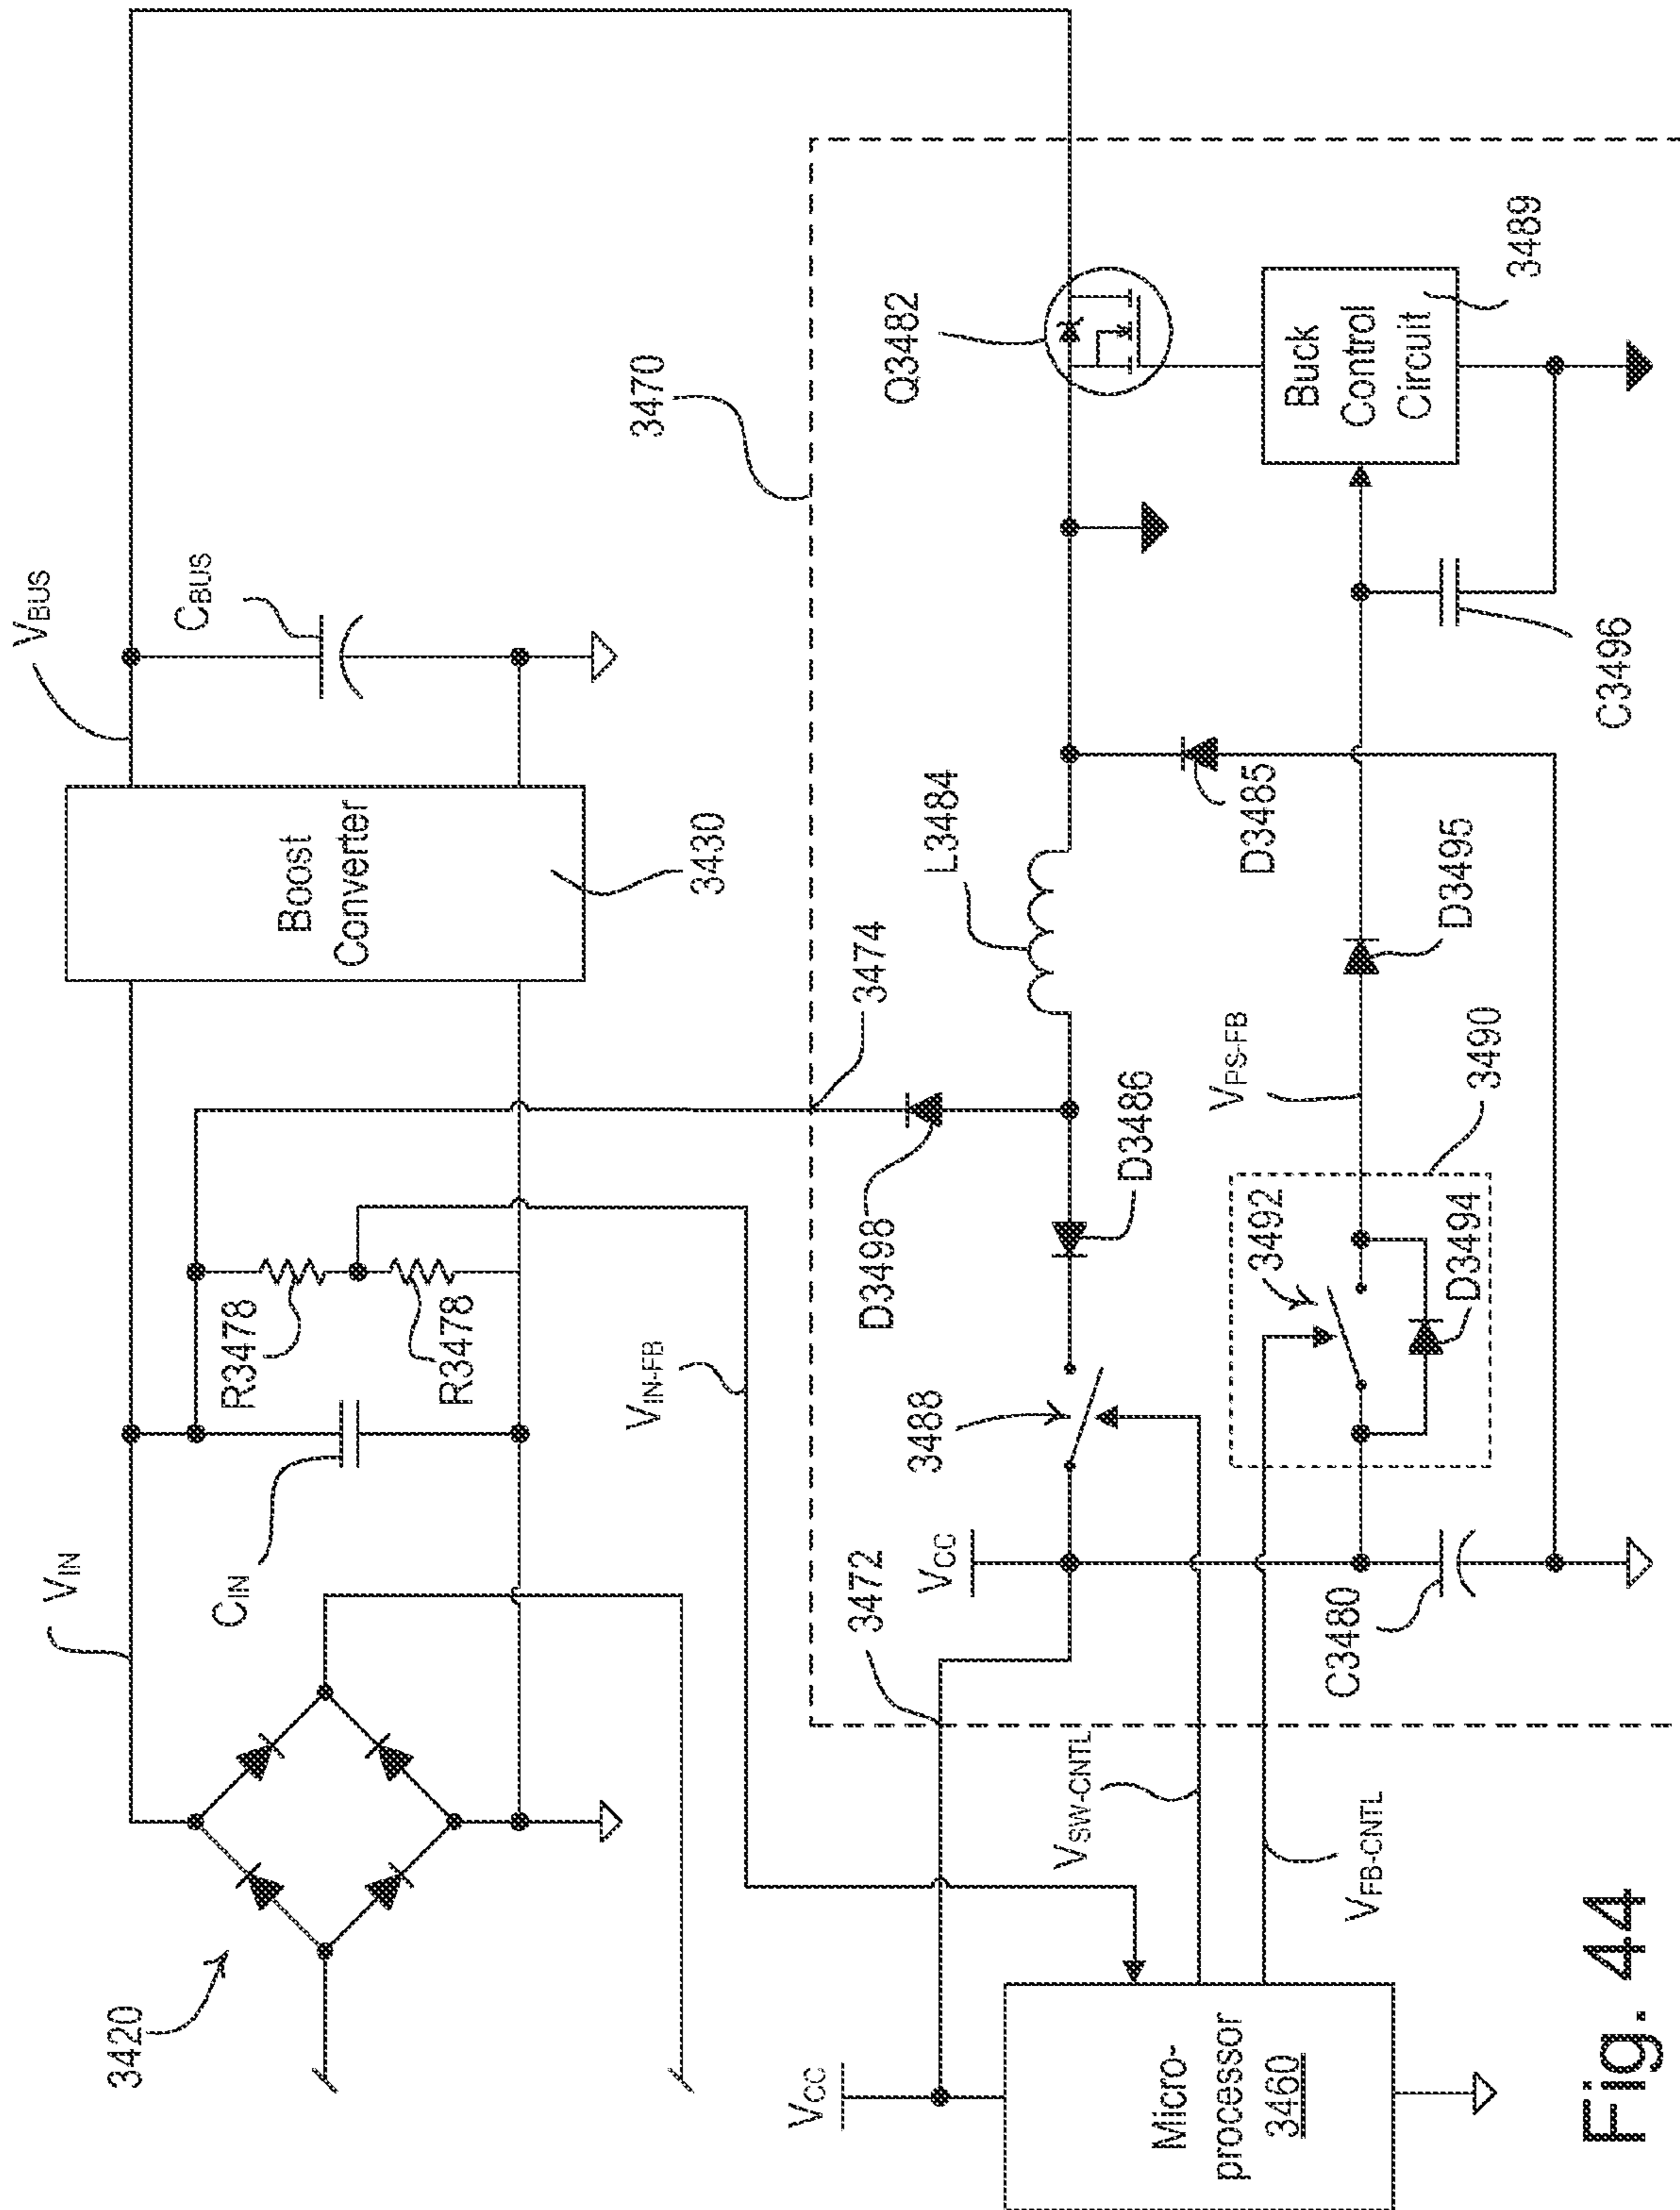 3420
V_IN
C_IN
R3478
R3478
V_IN-FB
Boost
Converter
3430
V_BUS
C_BUS
3474
3470
V_CC
Micro-
processor
3460
3472
V_SW-CNTL
V_FB-CNTL
V_CC
3488
D3498
D3486
L3484
Q3482
C3480
3492
D3494
3490
V_PS-FB
D3495
D3485
C3496
Buck
Control
Circuit
3489
Fig. 44